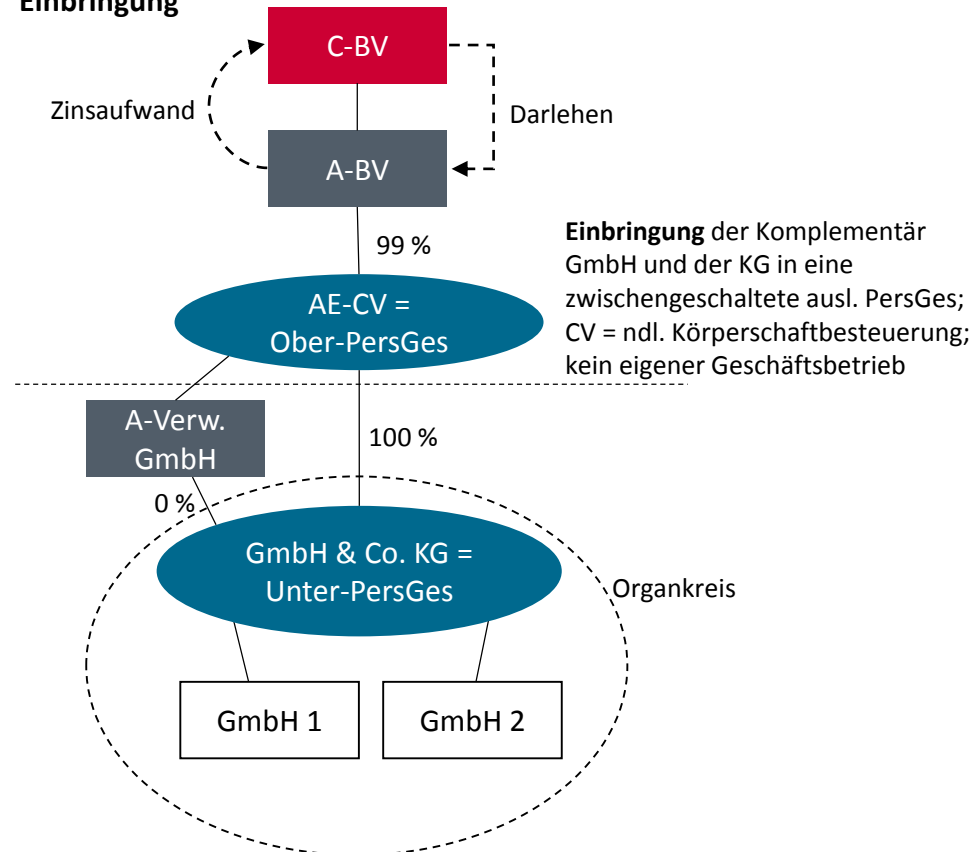 Einbringung
C-BV
Zinsaufwand
Darlehen
A-BV
99 %
Einbringung der Komplementär
GmbH und der KG in eine
zwischengeschaltete ausl. PersGes;
CV = ndl. Körperschaftbesteuerung;
kein eigener Geschäftsbetrieb
AE-CV =
Ober-PersGes
A-Verw.
GmbH
100 %
0 %
GmbH & Co. KG =
Unter-PersGes
Organkreis
GmbH 1
GmbH 2